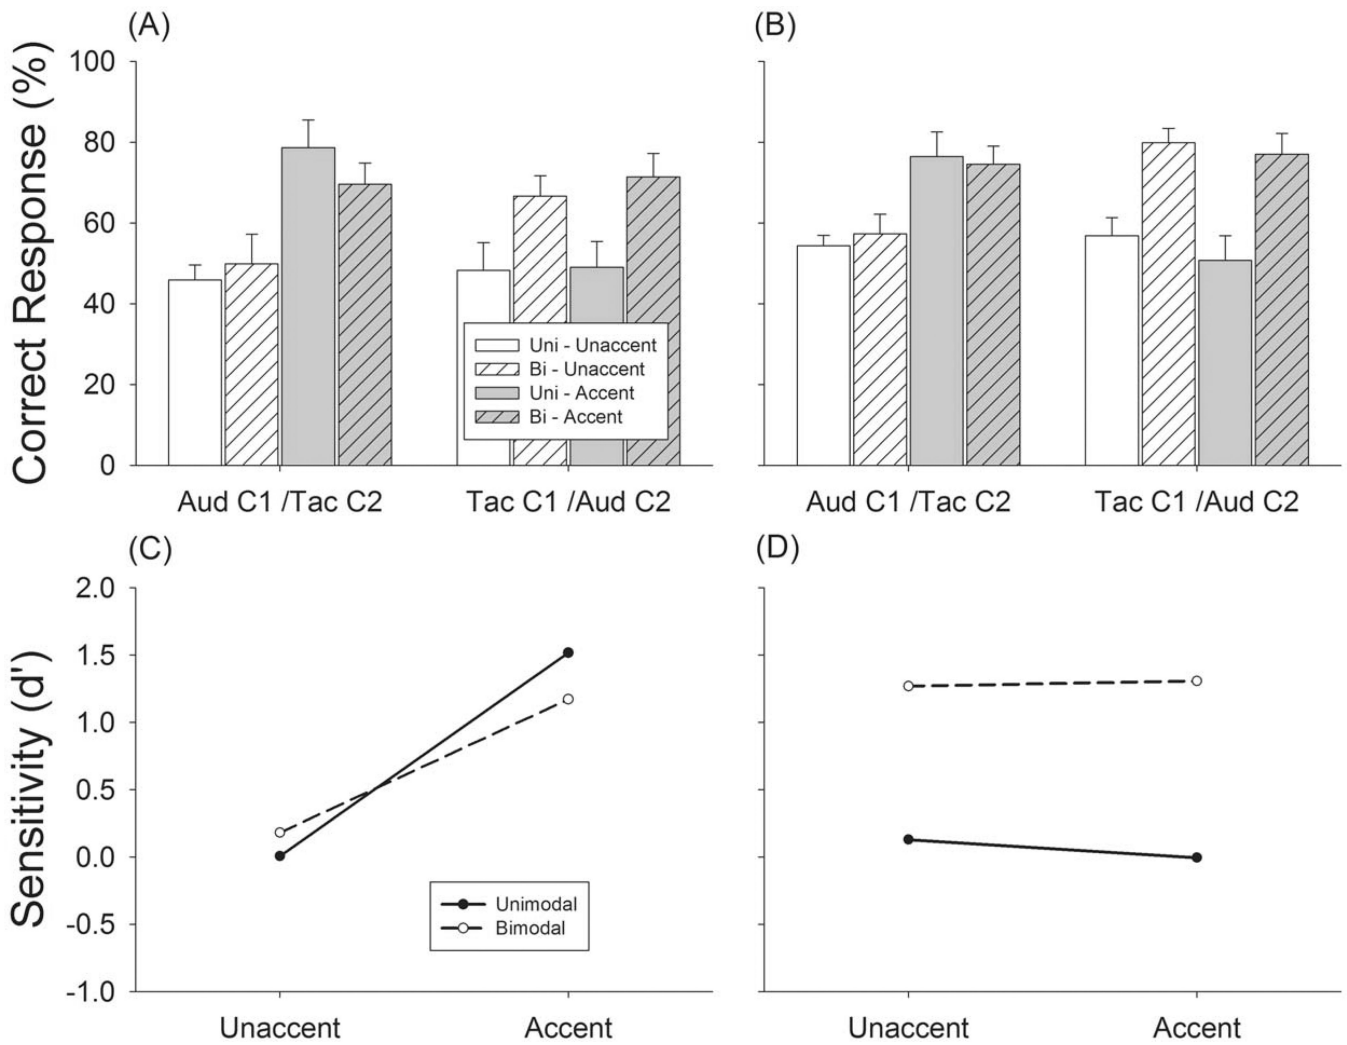 (A)
(B)
Correct Response (%)
100
80
60
40
20
0
Uni - Unaccent
Bi - Unaccent
Uni - Accent
Bi - Accent
Aud C1 /Tac C2
Tac C1 /Aud C2
Aud C1 /Tac C2
Tac C1 /Aud C2
(C)
(D)
Sensitivity (d')
2.0
1.5
1.0
0.5
0.0
-0.5
-1.0
Unimodal
Bimodal
Unaccent
Accent
Unaccent
Accent